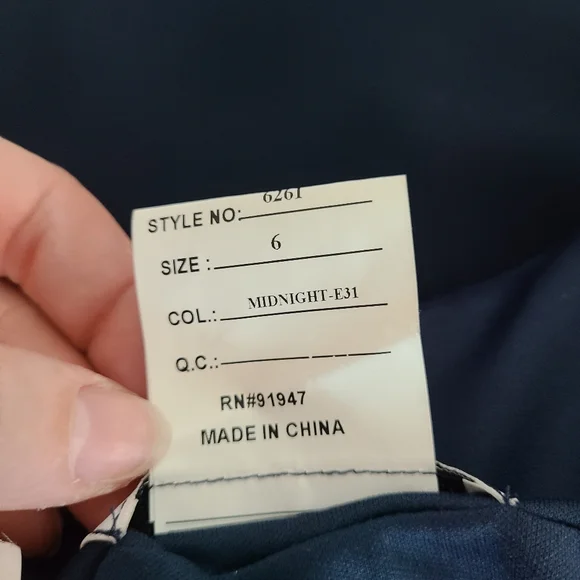 STYLE NO: 6261
SIZE : 6
COL.: MIDNIGHT-E31
Q.C.:
RN#91947
MADE IN CHINA